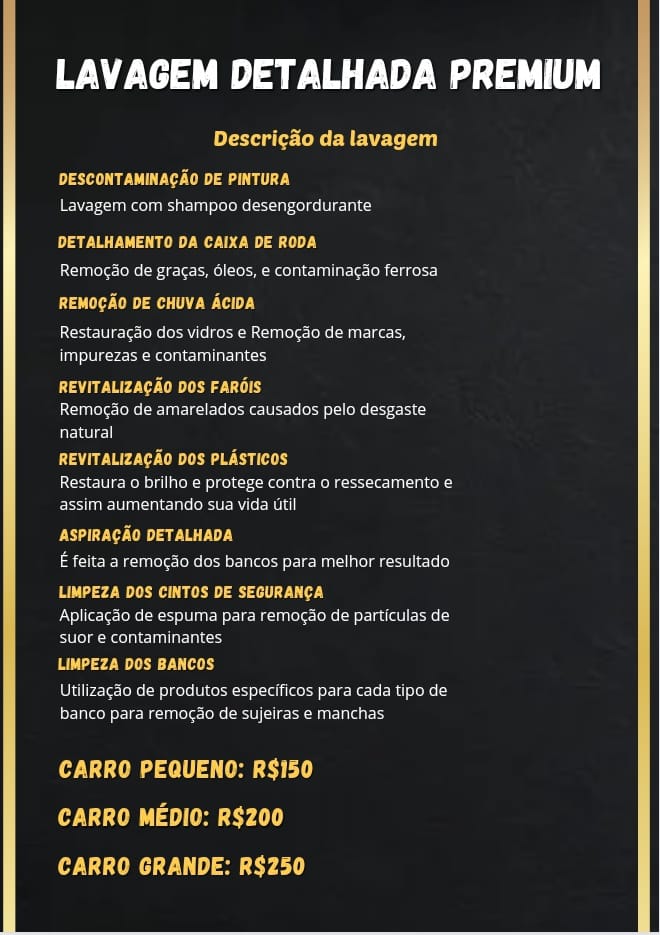 LAVAGEM DETALHADA PREMIUM
Descrição da lavagem
DESCONTAMINAÇÃO DE PINTURA
Lavagem com shampoo desengordurante
DETALHAMENTO DA CAIXA DE RODA
Remoção de graças, óleos, e contaminação ferrosa
REMOÇÃO DE CHUVA ÁCIDA
Restauração dos vidros e Remoção de marcas,
impurezas e contaminantes
REVITALIZAÇÃO DOS FARÓIS
Remoção de amarelados causados pelo desgaste
natural
REVITALIZAÇÃO DOS PLÁSTICOS
Restaura o brilho e protege contra o ressecamento e
assim aumentando sua vida útil
ASPIRAÇÃO DETALHADA
É feita a remoção dos bancos para melhor resultado
LIMPEZA DOS CINTOS DE SEGURANÇA
Aplicação de espuma para remoção de partículas de
suor e contaminantes
LIMPEZA DOS BANCOS
Utilização de produtos específicos para cada tipo de
banco para remoção de sujeiras e manchas
CARRO PEQUENO: R$150
CARRO MÉDIO: R$200
CARRO GRANDE: R$250